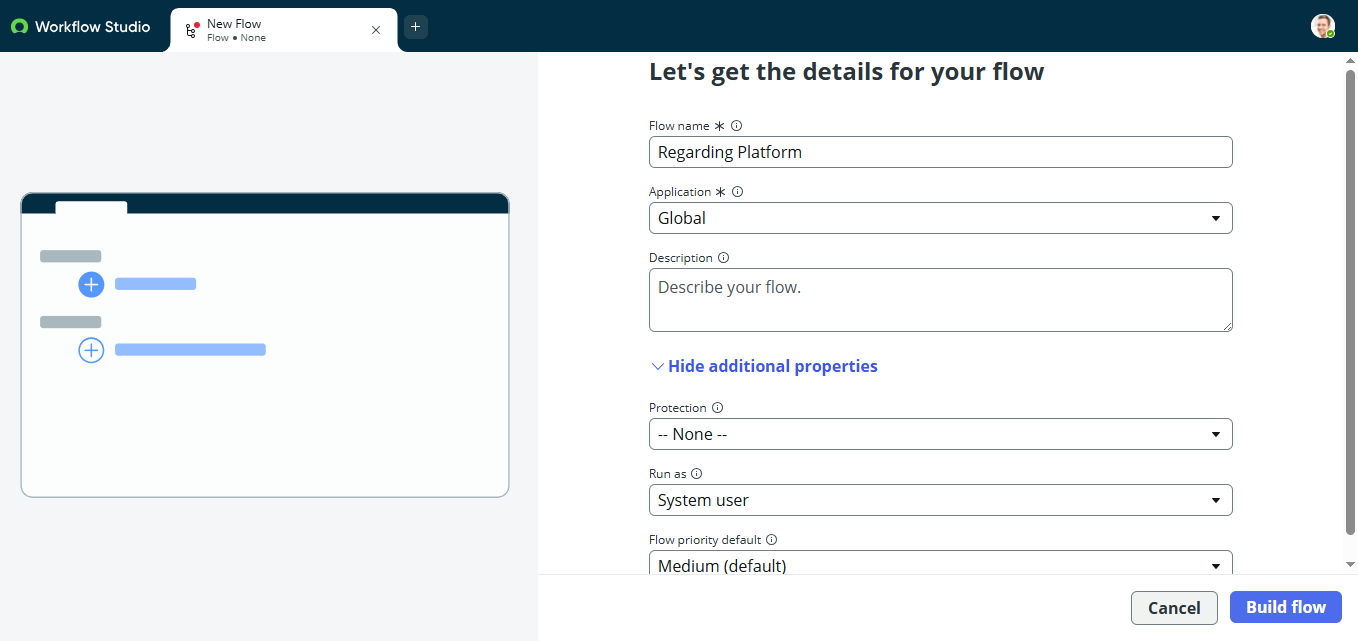 Workflow Studio
New Flow
Flow • None
Let's get the details for your flow
Flow name
Regarding Platform
Application
Global
Description
Describe your flow.
Hide additional properties
Protection
-- None --
Run as
System user
Flow priority default
Medium (default)
Cancel
Build flow